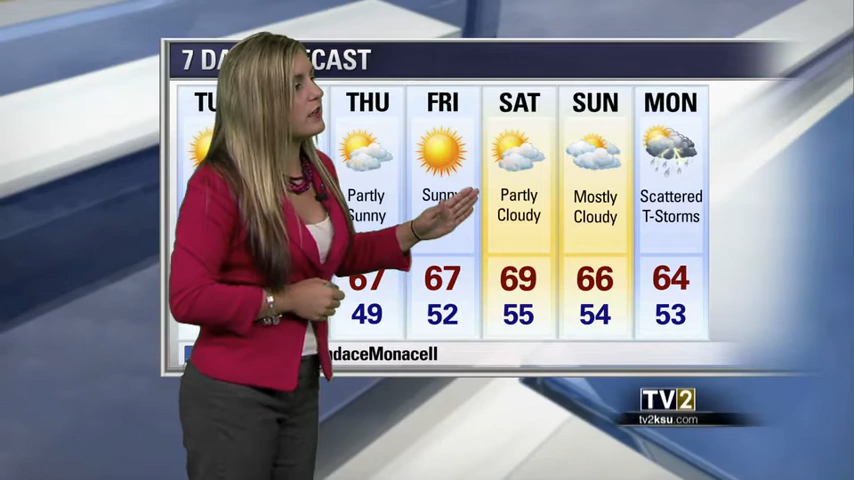 7 DA ECAST
TU THU FRI SAT SUN MON
Partly Sunny Partly Mostly Scattered
Sunny Cloudy Cloudy T-Storms
67 67 69 66 64
49 52 55 54 53
ndaceMonacell
TV2
tv2ksu.com